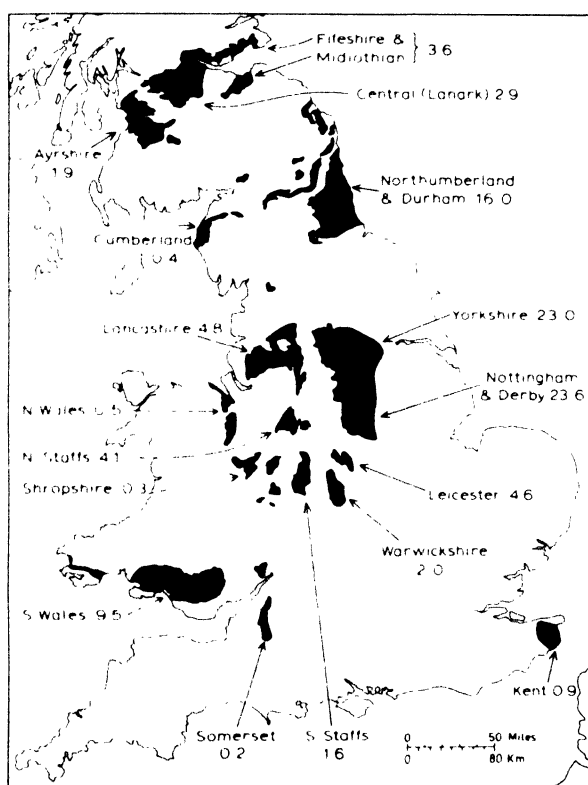 Fifeshire &
Midlothian } 3.6
Central (Lanark) 2.9
Ayrshire
1.9
Northumberland
& Durham 16.0
Cumberland
0.4
Lancashire 4.8
Yorkshire 23.0
Nottingham
& Derby 23.6
N Wales 0.5
N. Staffs 4.1
Shropshire 0.3
Leicester 4.6
Warwickshire
2.0
S Wales 9.5
Kent 0.9
Somerset
0.2
S Staffs
1.6
0 50 Miles
0 80 Km